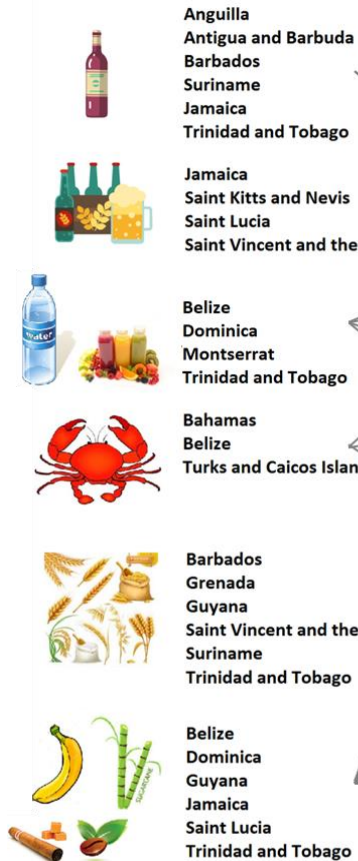 Anguilla
Antigua and Barbuda
Barbados
Suriname
Jamaica
Trinidad and Tobago
Jamaica
Saint Kitts and Nevis
Saint Lucia
Saint Vincent and the
water
Belize
Dominica
Montserrat
Trinidad and Tobago
Bahamas
Belize
Turks and Caicos Islan
Barbados
Grenada
Guyana
Saint Vincent and the
Suriname
Trinidad and Tobago
SUGARCANE
Belize
Dominica
Guyana
Jamaica
Saint Lucia
Trinidad and Tobago